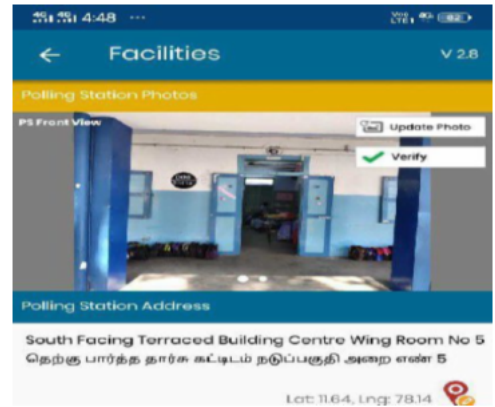 4:48 ...
82
← Facilities V 2.8
Polling Station Photos
PS Front View
Update Photo
Verify
Polling Station Address
South Facing Terraced Building Centre Wing Room No 5
தெற்கு பார்த்த தார்சு கட்டிடம் நடுப்பகுதி அறை எண் 5
Lat: 11.64, Lng: 78.14